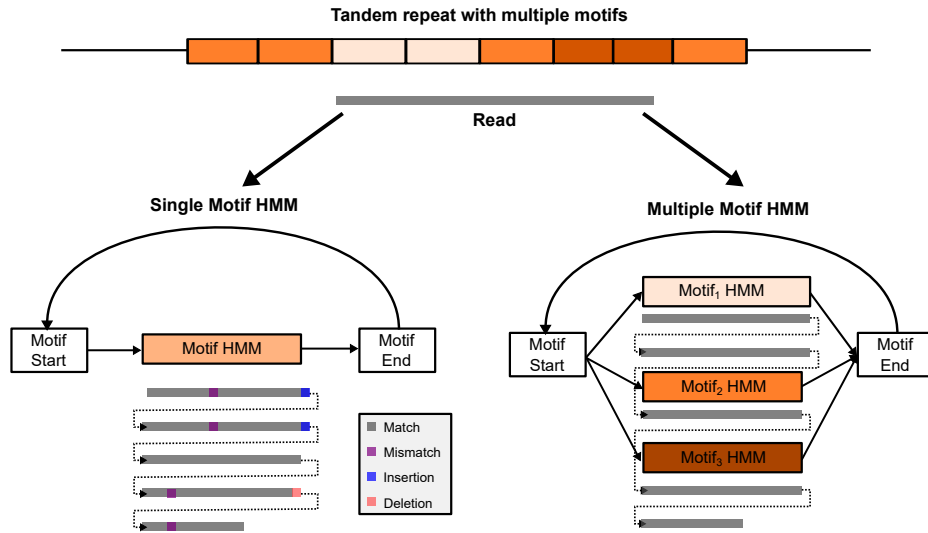 Tandem repeat with multiple motifs
Read
Single Motif HMM
Multiple Motif HMM
Motif
Start
Motif HMM
Motif
End
Match
Mismatch
Insertion
Deletion
Motif
Start
Motif₁ HMM
Motif₂ HMM
Motif₃ HMM
Motif
End